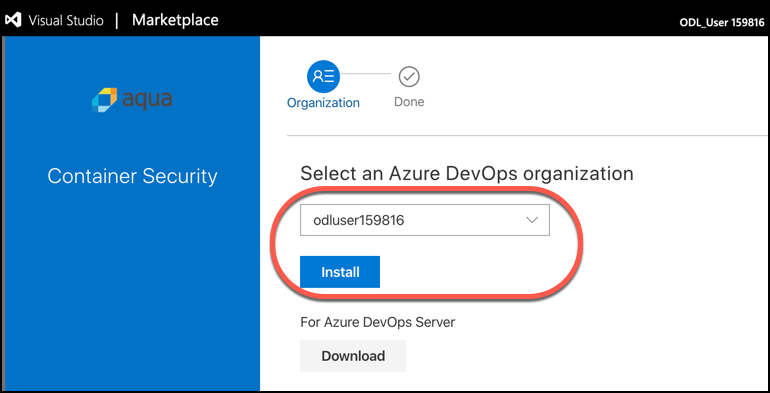 Visual Studio | Marketplace
ODL_User 159816
aqua
Container Security
Organization
Done
Select an Azure DevOps organization
odluser159816
Install
For Azure DevOps Server
Download